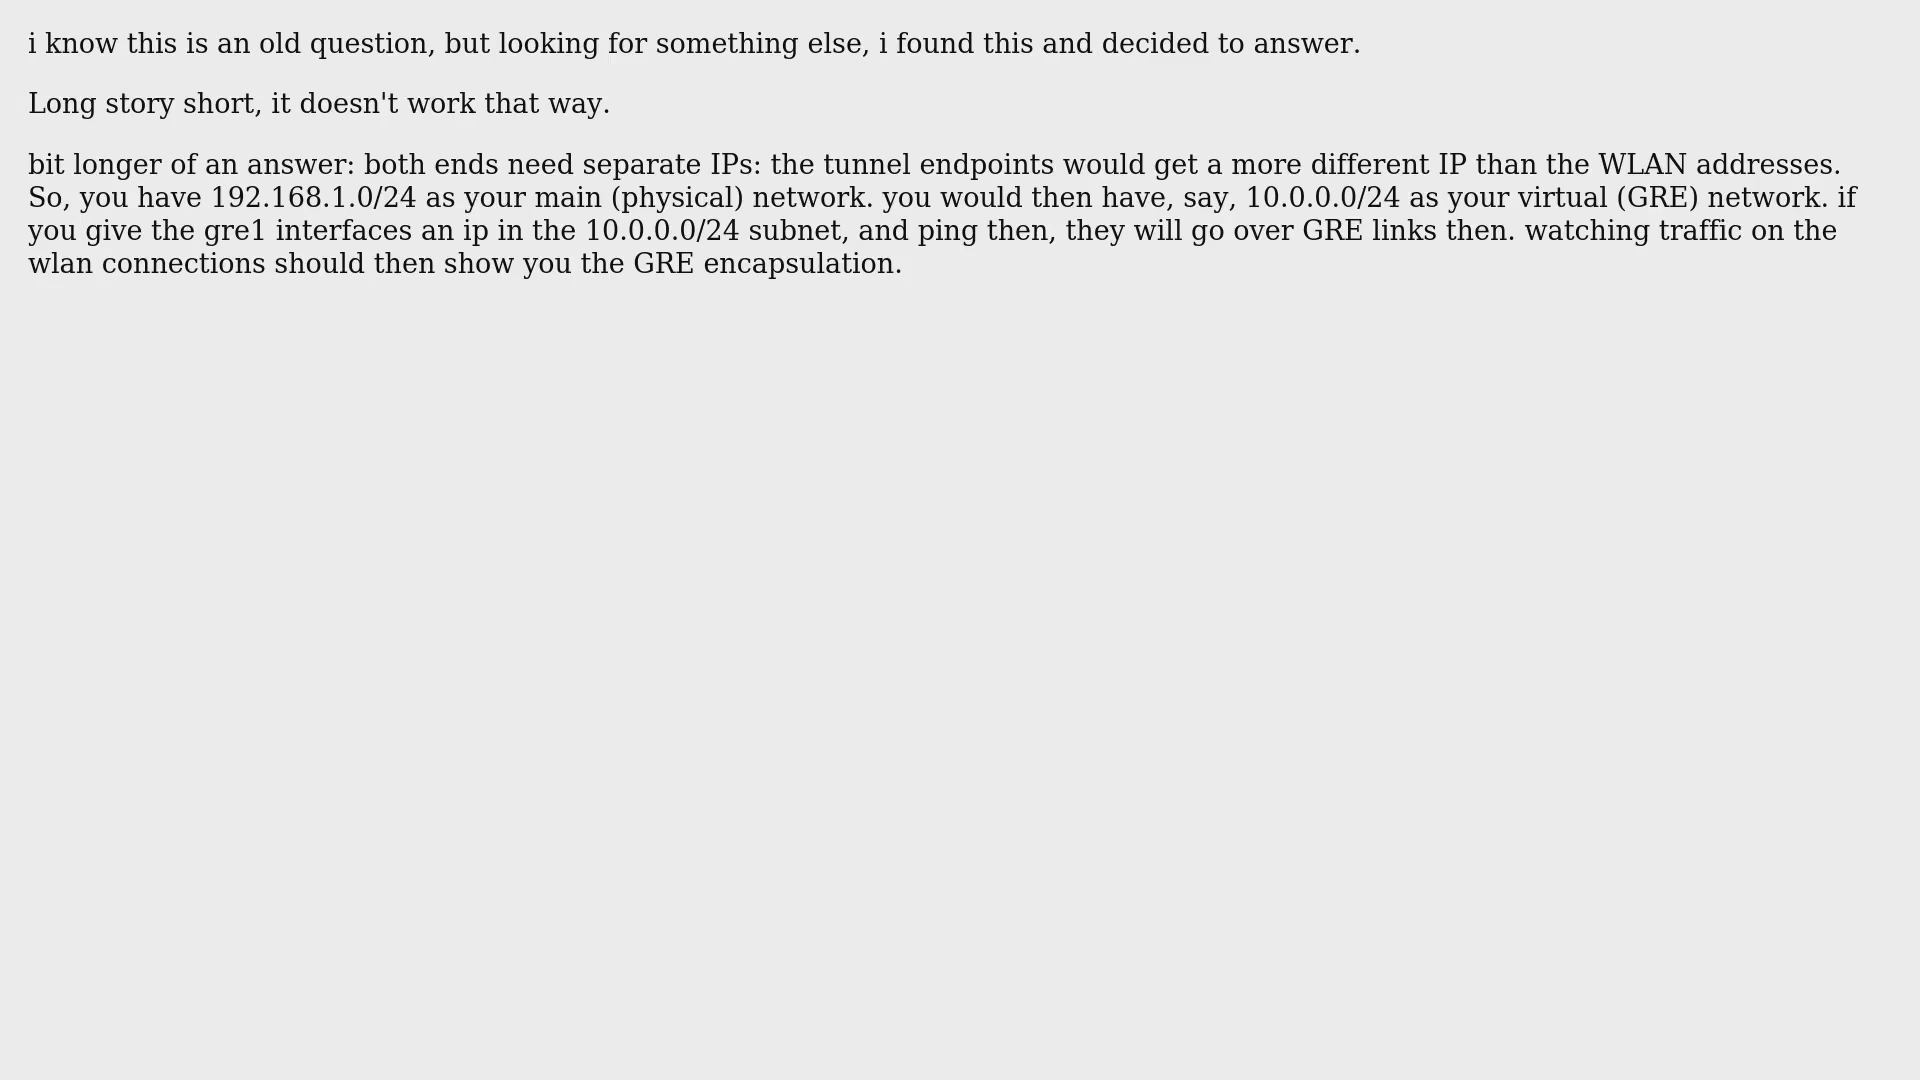 i know this is an old question, but looking for something else, i found this and decided to answer.
Long story short, it doesn't work that way.
bit longer of an answer: both ends need separate IPs: the tunnel endpoints would get a more different IP than the WLAN addresses.
So, you have 192.168.1.0/24 as your main (physical) network. you would then have, say, 10.0.0.0/24 as your virtual (GRE) network. if
you give the gre1 interfaces an ip in the 10.0.0.0/24 subnet, and ping then, they will go over GRE links then. watching traffic on the
wlan connections should then show you the GRE encapsulation.